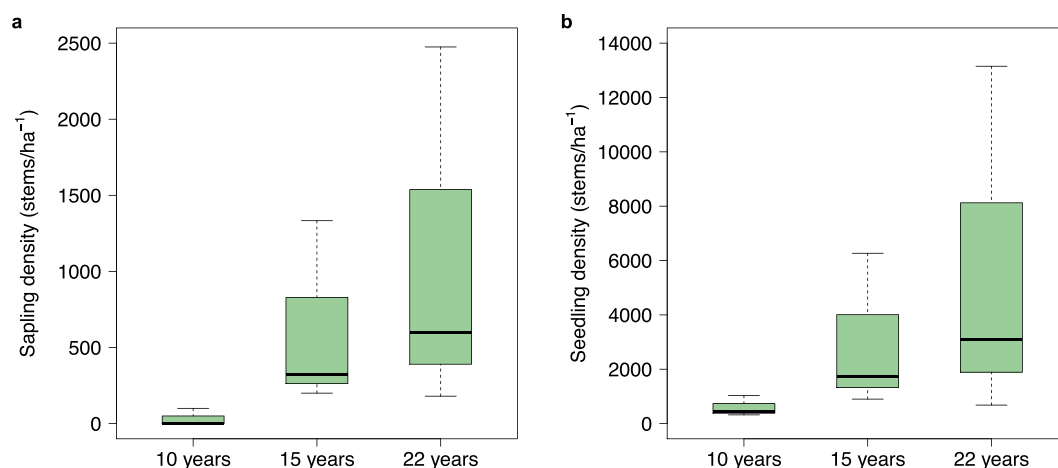 a
Sapling density (stems/ha⁻¹)
2500
2000
1500
1000
500
0
10 years
15 years
22 years
b
Seedling density (stems/ha⁻¹)
14000
12000
10000
8000
6000
4000
2000
0
10 years
15 years
22 years